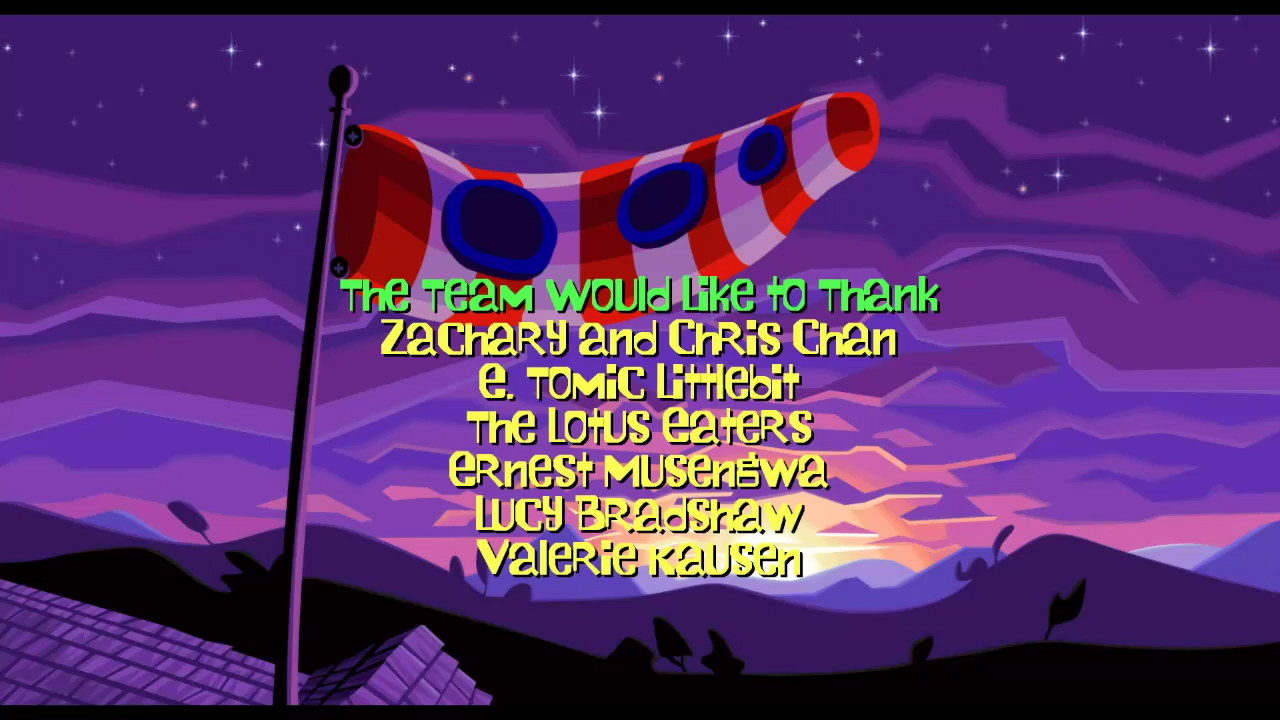 The Team Would Like to Thank
Zachary and Chris Chan
E. Tomic Littlebit
The Lotus Eaters
Ernest Musengwa
Lucy Bradshaw
Valerie Kausen